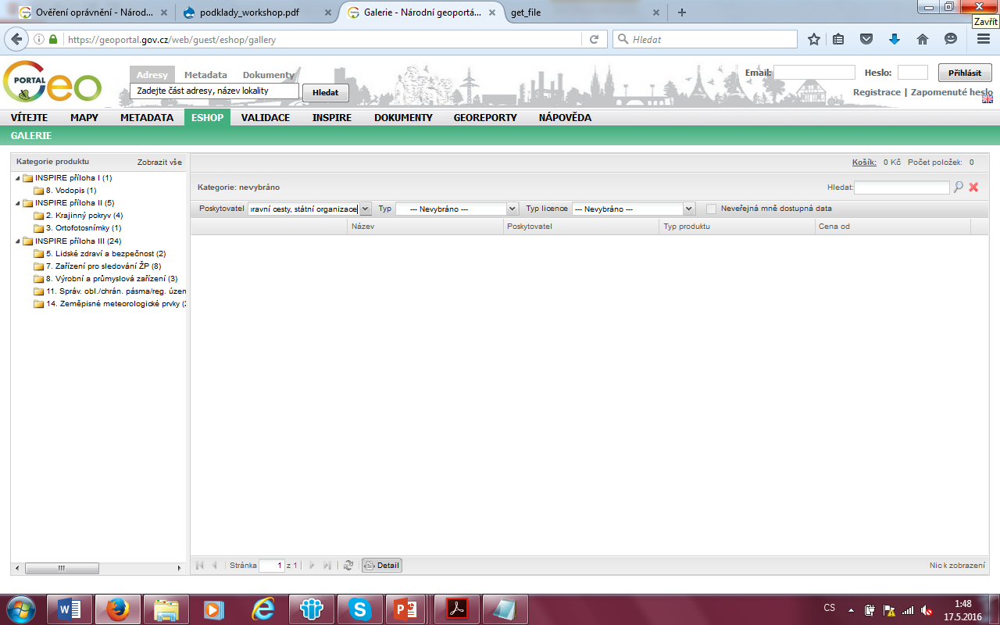 Ověření oprávnění - Národ...
podklady_workshop.pdf
Galerie - Národní geoportá...
get_file
Zavřít
https://geoportal.gov.cz/web/guest/eshop/gallery
Hledat
PORTAL
Geo
Adresy Metadata Dokumenty
Zadejte část adresy, název lokality
Hledat
Email: Heslo: Přihlásit
Registrace | Zapomenuté heslo
VÍTEJTE MAPY METADATA ESHOP VALIDACE INSPIRE DOKUMENTY GEOREPORTY NÁPOVĚDA
GALERIE
Kategorie produktu Zobrazit vše
INSPIRE příloha I (1)
8. Vodopis (1)
INSPIRE příloha II (5)
2. Krajinný pokryv (4)
3. Ortofotosnímky (1)
INSPIRE příloha III (24)
5. Lidské zdraví a bezpečnost (2)
7. Zařízení pro sledování ŽP (8)
8. Výrobní a průmyslová zařízení (3)
11. Správ. obl./chrán. pásma/reg. územ
14. Zeměpisné meteorologické prvky (2
Košík: 0 Kč Počet položek: 0
Kategorie: nevybráno
Hledat:
Poskytovatel ravní cesty, státní organizace Typ --- Nevybráno --- Typ licence --- Nevybráno --- Neveřejná mně dostupná data
Název Poskytovatel Typ produktu Cena od
Stránka 1 z 1 Detail
Nic k zobrazení
CS
1:48
17.5.2016